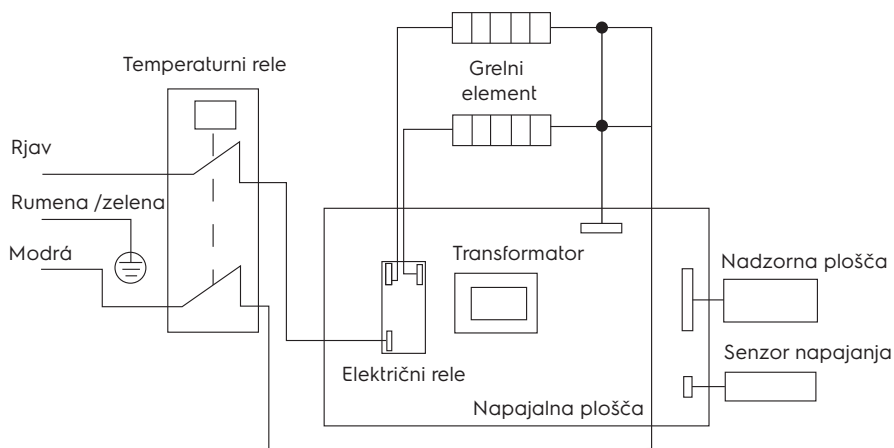 Temperaturni rele
Grelni
element
Rjav
Rumena /zelena
Modrá
Transformator
Nadzorna plošča
Električni rele
Senzor napajanja
Napajalna plošča